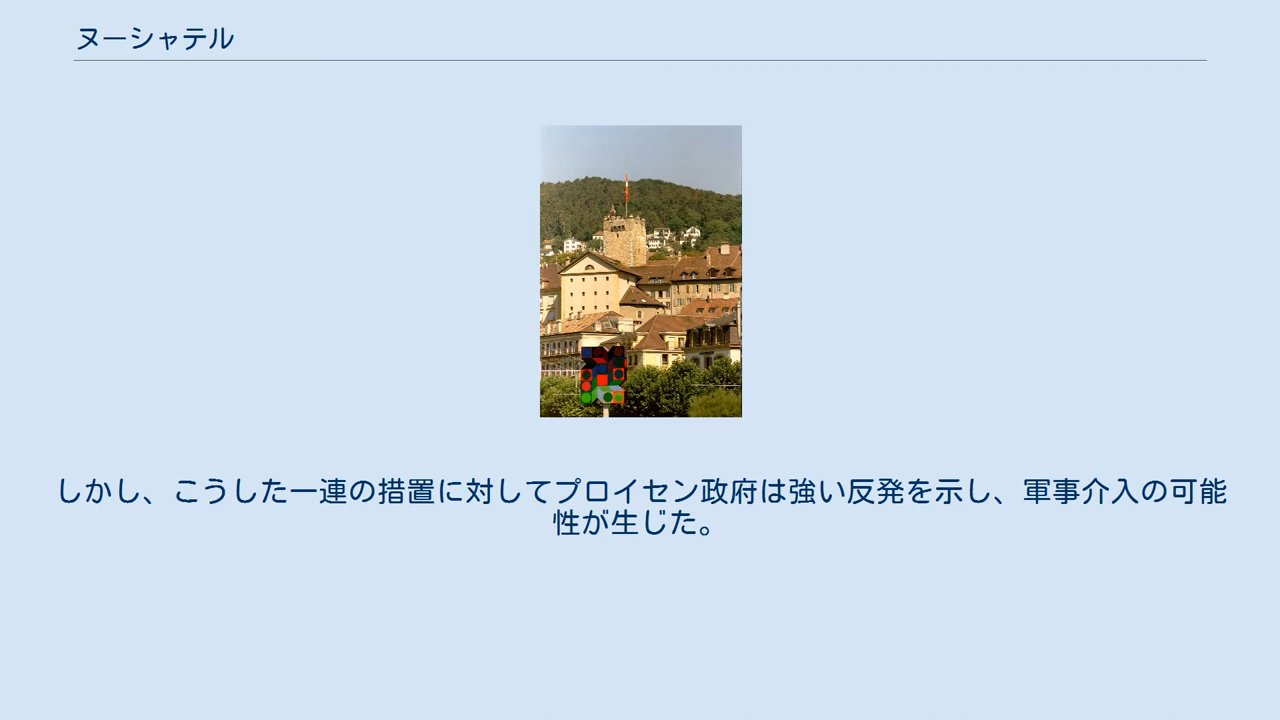 ヌーシャテル
しかし、こうした一連の措置に対してプロイセン政府は強い反発を示し、軍事介入の可能
性が生じた。